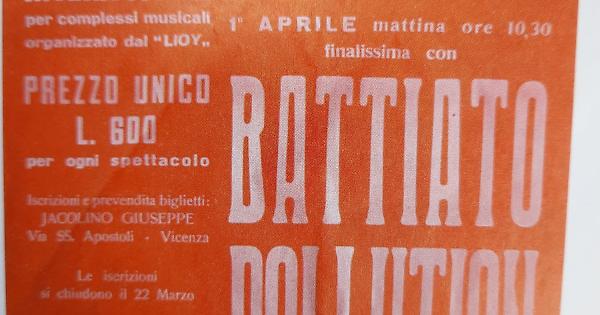 per complessi musicali
organizzato dal "LIOY„
PREZZO UNICO
L. 600
per ogni spettacolo
Iscrizioni e prevendita biglietti:
JACOLINO GIUSEPPE
Via SS. Apostoli - Vicenza
Le iscrizioni
si chiudono il 22 Marzo
1° APRILE mattina ore 10,30
finalissima con
BATTIATO
POLLUTION